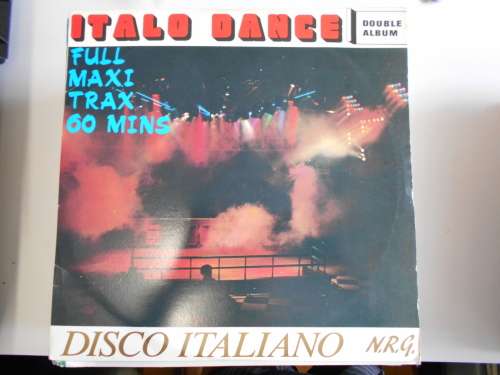 ITALO DANCE
DOUBLE
ALBUM
FULL
MAXI
TRAX
60 MINS
DISCO ITALIANO
N.R.G.